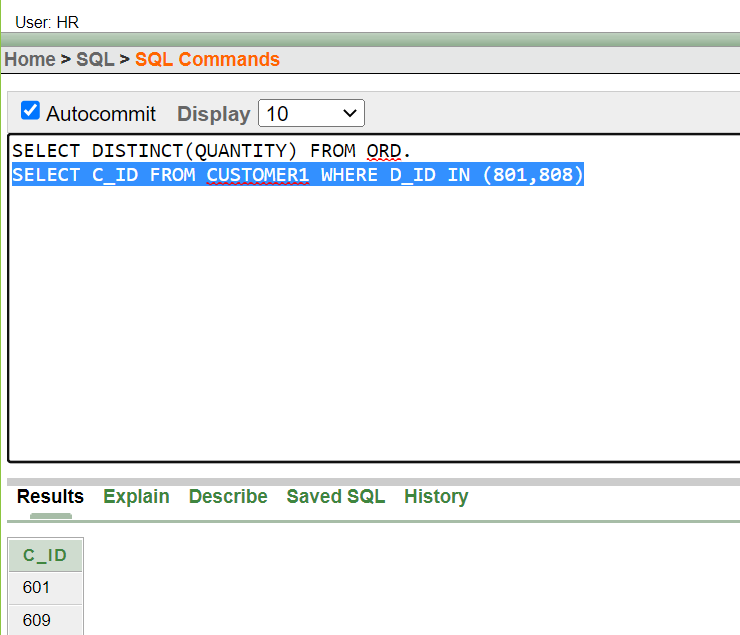 User: HR
Home > SQL > SQL Commands
Autocommit Display 10
SELECT DISTINCT(QUANTITY) FROM ORD.
SELECT C_ID FROM CUSTOMER1 WHERE D_ID IN (801,808)
Results Explain Describe Saved SQL History
C_ID
601
609